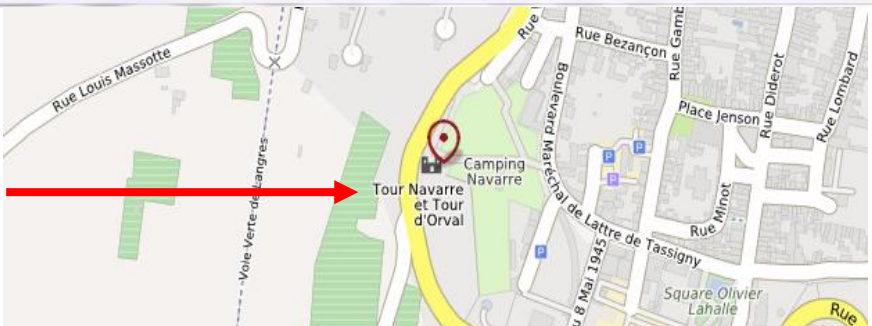 Rue Louis Massotte
Voie Verte de Langres
Rue Bezançon
Boulevard Maréchal de Lattre de Tassigny
Rue Gamb
Place Jenson
Rue Diderot
Rue Lombard
P
P
P
Camping
Navarre
Tour Navarre
et Tour
d'Orval
Rue Minot
P
u 8 Mai 1945
Square Olivier
Lahalle
Rue